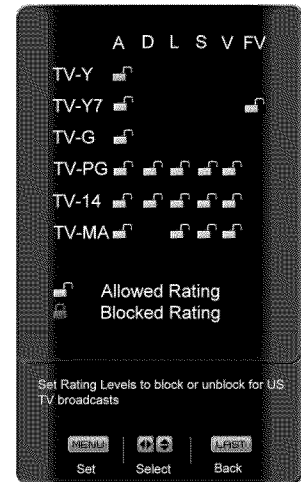 A D L S V FV
TV-Y
TV-Y7
TV-G
TV-PG
TV-14
TV-MA
Allowed Rating
Blocked Rating
Set Rating Levels to block or unblock for US
TV broadcasts
MENU LAST
Set Select Back